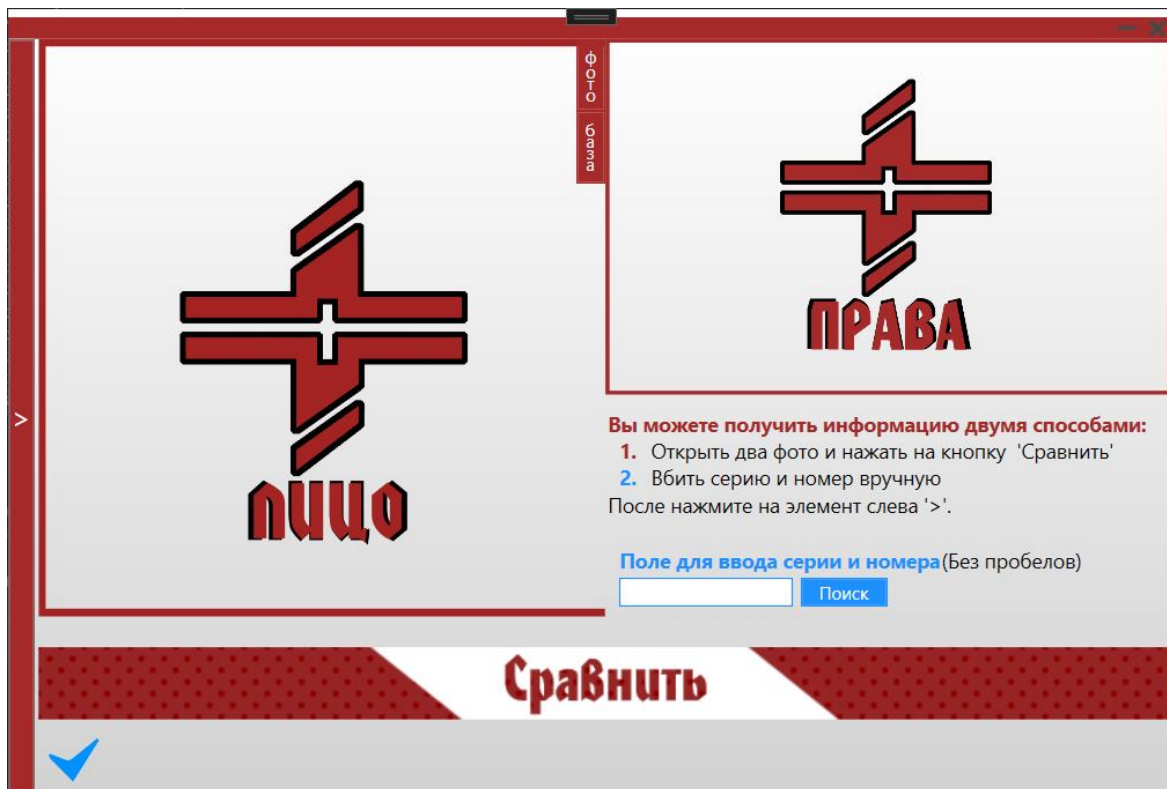 фото
база
ЛИЦО
ПРАВА
>
Вы можете получить информацию двумя способами:
1. Открыть два фото и нажать на кнопку 'Сравнить'
2. Вбить серию и номер вручную
После нажмите на элемент слева '>'.
Поле для ввода серии и номера(Без пробелов)
Поиск
Сравнить